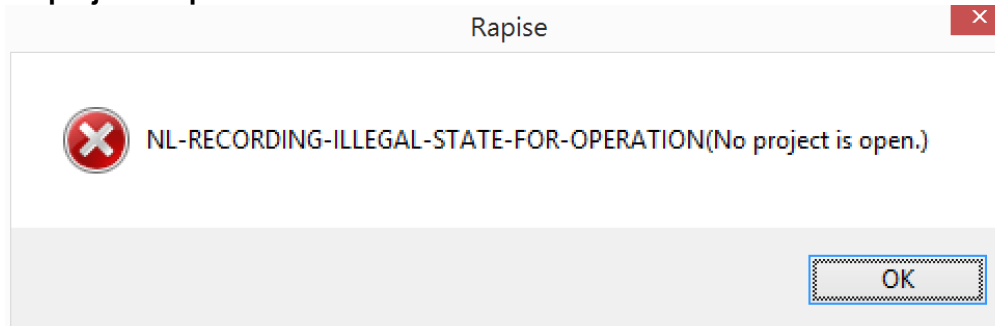 Rapise
NL-RECORDING-ILLEGAL-STATE-FOR-OPERATION(No project is open.)
OK